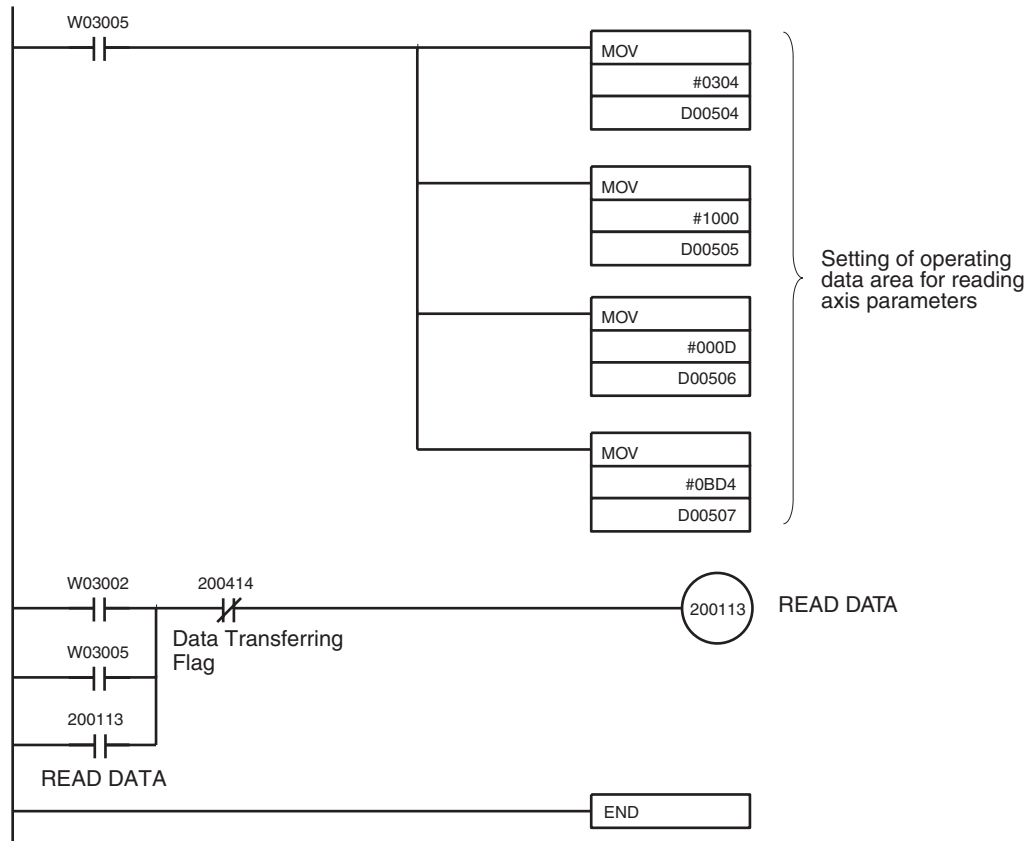 W03005
MOV
#0304
D00504
MOV
#1000
D00505
MOV
#000D
D00506
MOV
#0BD4
D00507
Setting of operating
data area for reading
axis parameters
W03002
200414
200113
READ DATA
Data Transferring
Flag
W03005
200113
READ DATA
END